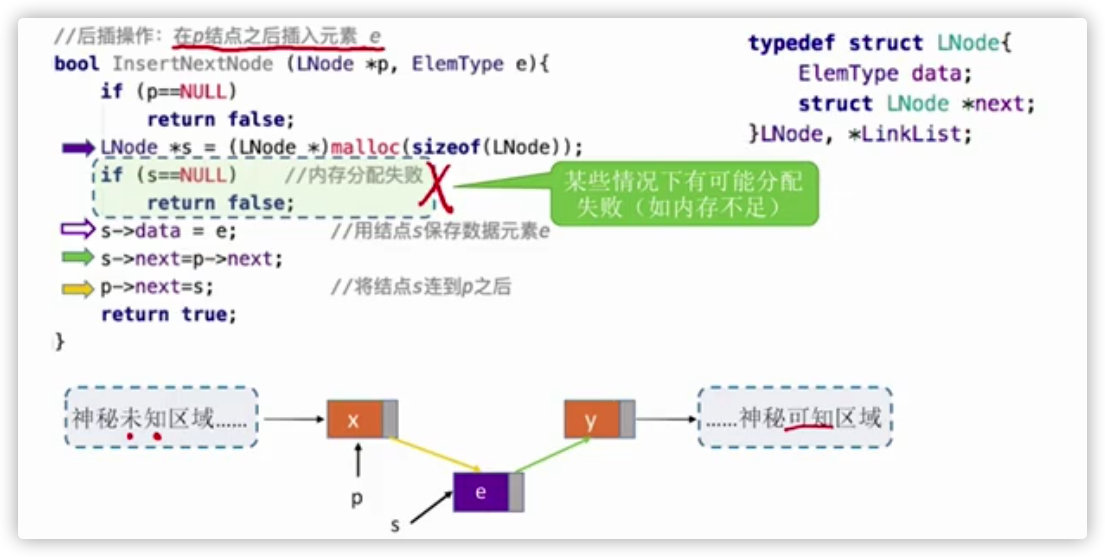 //后插操作：在p结点之后插入元素 e
bool InsertNextNode (LNode *p, ElemType e){
if (p==NULL)
return false;
LNode *s = (LNode *)malloc(sizeof(LNode));
if (s==NULL) //内存分配失败
return false;
s->data = e; //用结点s保存数据元素e
s->next=p->next;
p->next=s; //将结点s连到p之后
return true;
}
typedef struct LNode{
ElemType data;
struct LNode *next;
}LNode, *LinkList;
某些情况下有可能分配
失败（如内存不足）
神秘未知区域……
x
y
……神秘可知区域
p
e
s